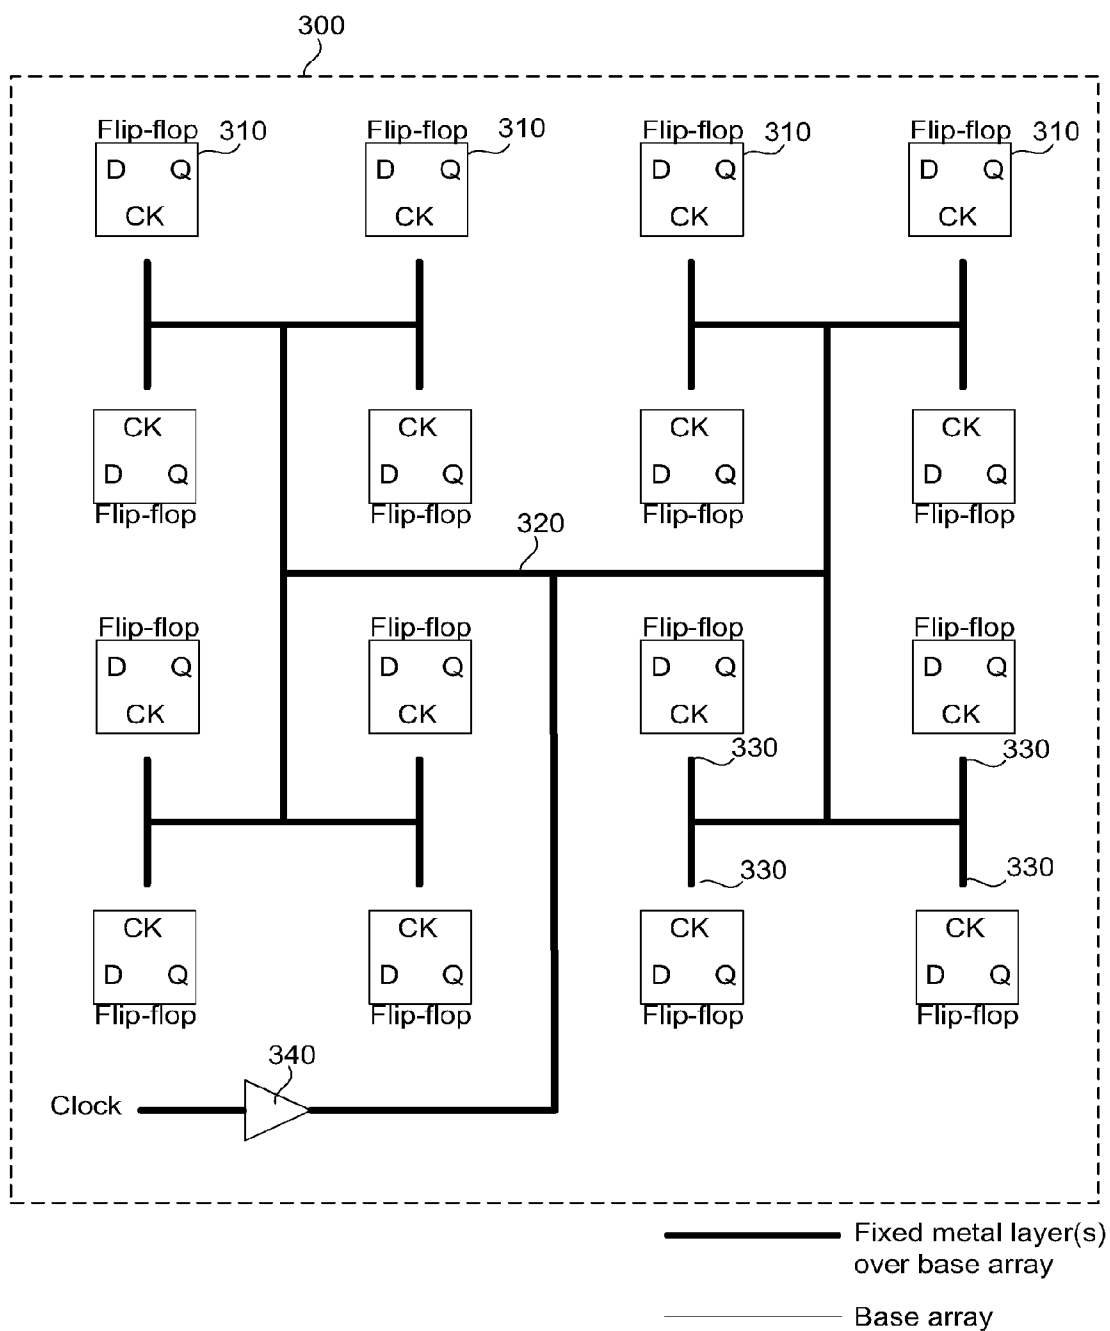 300
Flip-flop 310 Flip-flop 310 Flip-flop 310 Flip-flop 310
D Q D Q D Q D Q
CK CK CK CK
CK CK CK CK
D Q D Q D Q D Q
Flip-flop Flip-flop Flip-flop Flip-flop
320
Flip-flop Flip-flop Flip-flop Flip-flop
D Q D Q D Q D Q
CK CK CK CK
330 330
330 330
CK CK CK CK
D Q D Q D Q D Q
Flip-flop Flip-flop Flip-flop Flip-flop
340
Clock
Fixed metal layer(s)
over base array
Base array